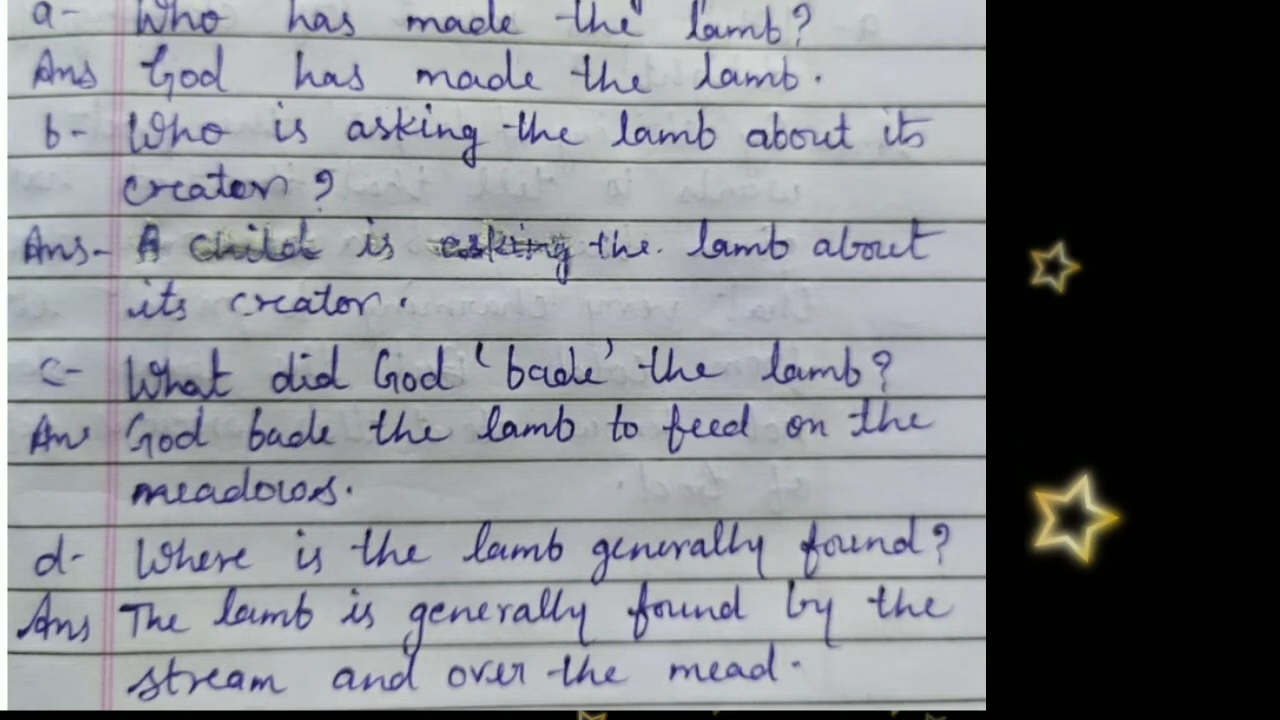 a- Who has made the lamb?
Ans God has made the lamb.
b- Who is asking the lamb about its
creator?
Ans- A child is asking the lamb about
its creator.
c- What did God 'bade' the lamb?
Ans God bade the lamb to feed on the
meadows.
d- Where is the lamb generally found?
Ans The lamb is generally found by the
stream and over the mead.